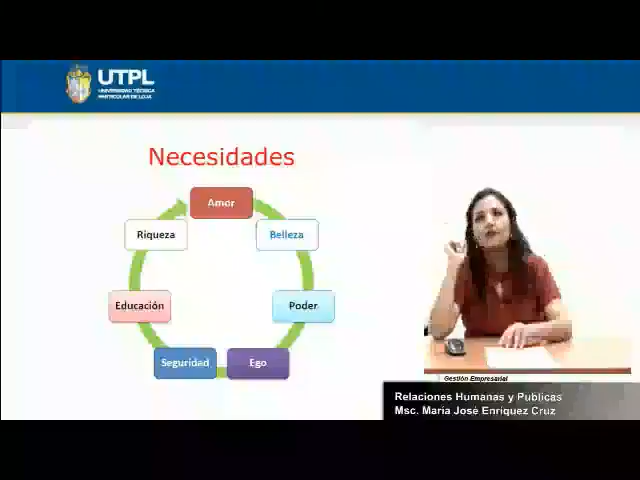 UTPL
UNIVERSIDAD TÉCNICA
PARTICULAR DE LOJA
Necesidades
Amor
Riqueza
Belleza
Educación
Poder
Seguridad
Ego
Gestión Empresarial
Relaciones Humanas y Publicas
Msc. María José Enríquez Cruz